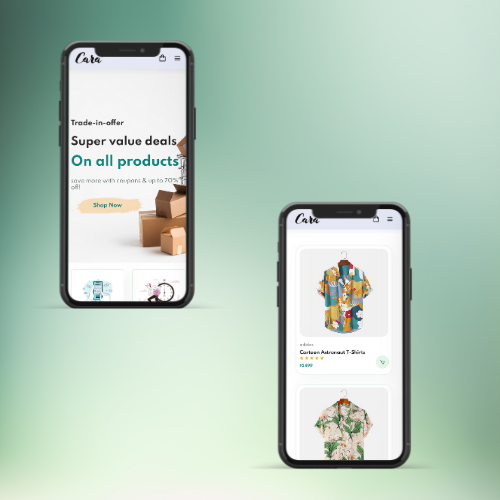 Cara
Trade-in-offer
Super value deals
On all products
save more with coupons & up to 70%
off!
Shop Now
Cara
adidas
Cartoon Astronaut T-Shirts